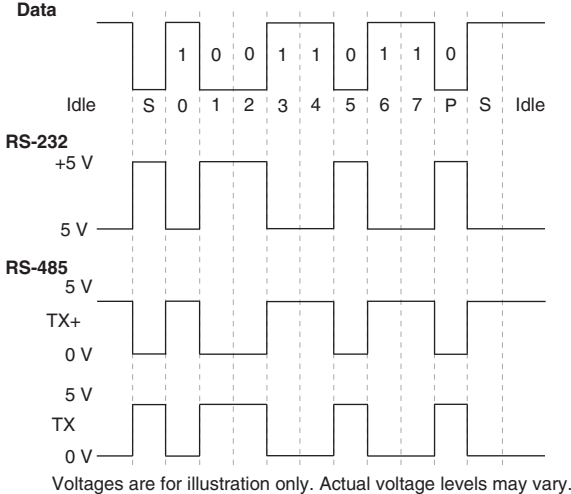 Data
1 0 0 1 1 0 1 1 0
Idle S 0 1 2 3 4 5 6 7 P S Idle
RS-232
+5 V
5 V
RS-485
5 V
TX+
0 V
5 V
TX
0 V
Voltages are for illustration only. Actual voltage levels may vary.